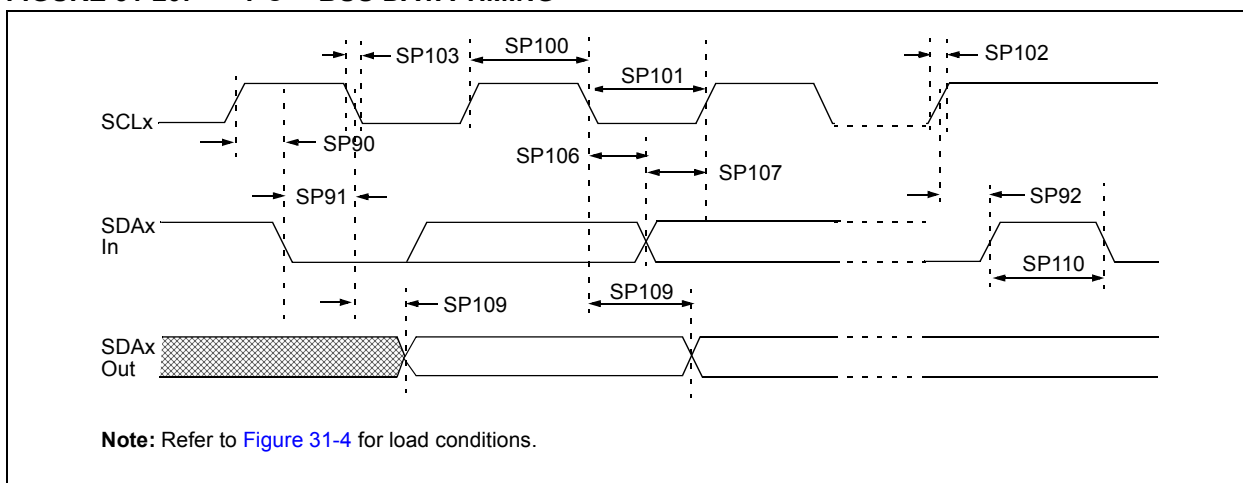 SP103
SP100
SP101
SP102
SCLx
SP90
SP106
SP107
SP91
SP92
SDAx
In
SP110
SP109
SP109
SDAx
Out
Note: Refer to Figure 31-4 for load conditions.